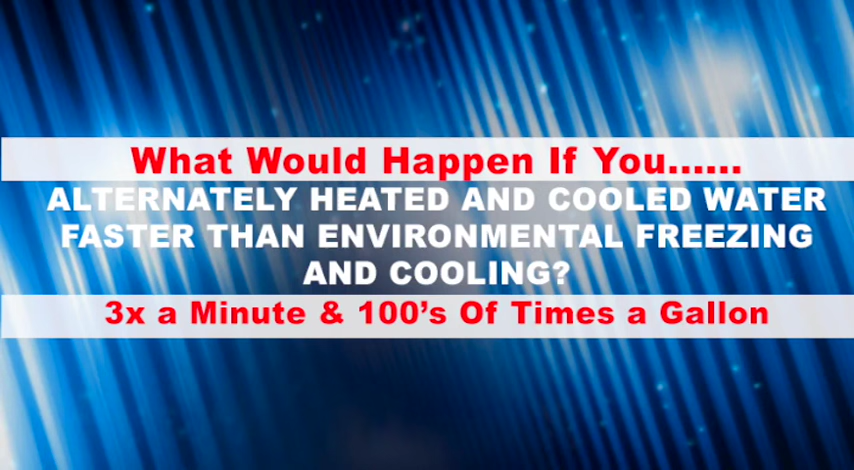 What Would Happen If You......
ALTERNATELY HEATED AND COOLED WATER
FASTER THAN ENVIRONMENTAL FREEZING
AND COOLING?
3x a Minute & 100’s Of Times a Gallon